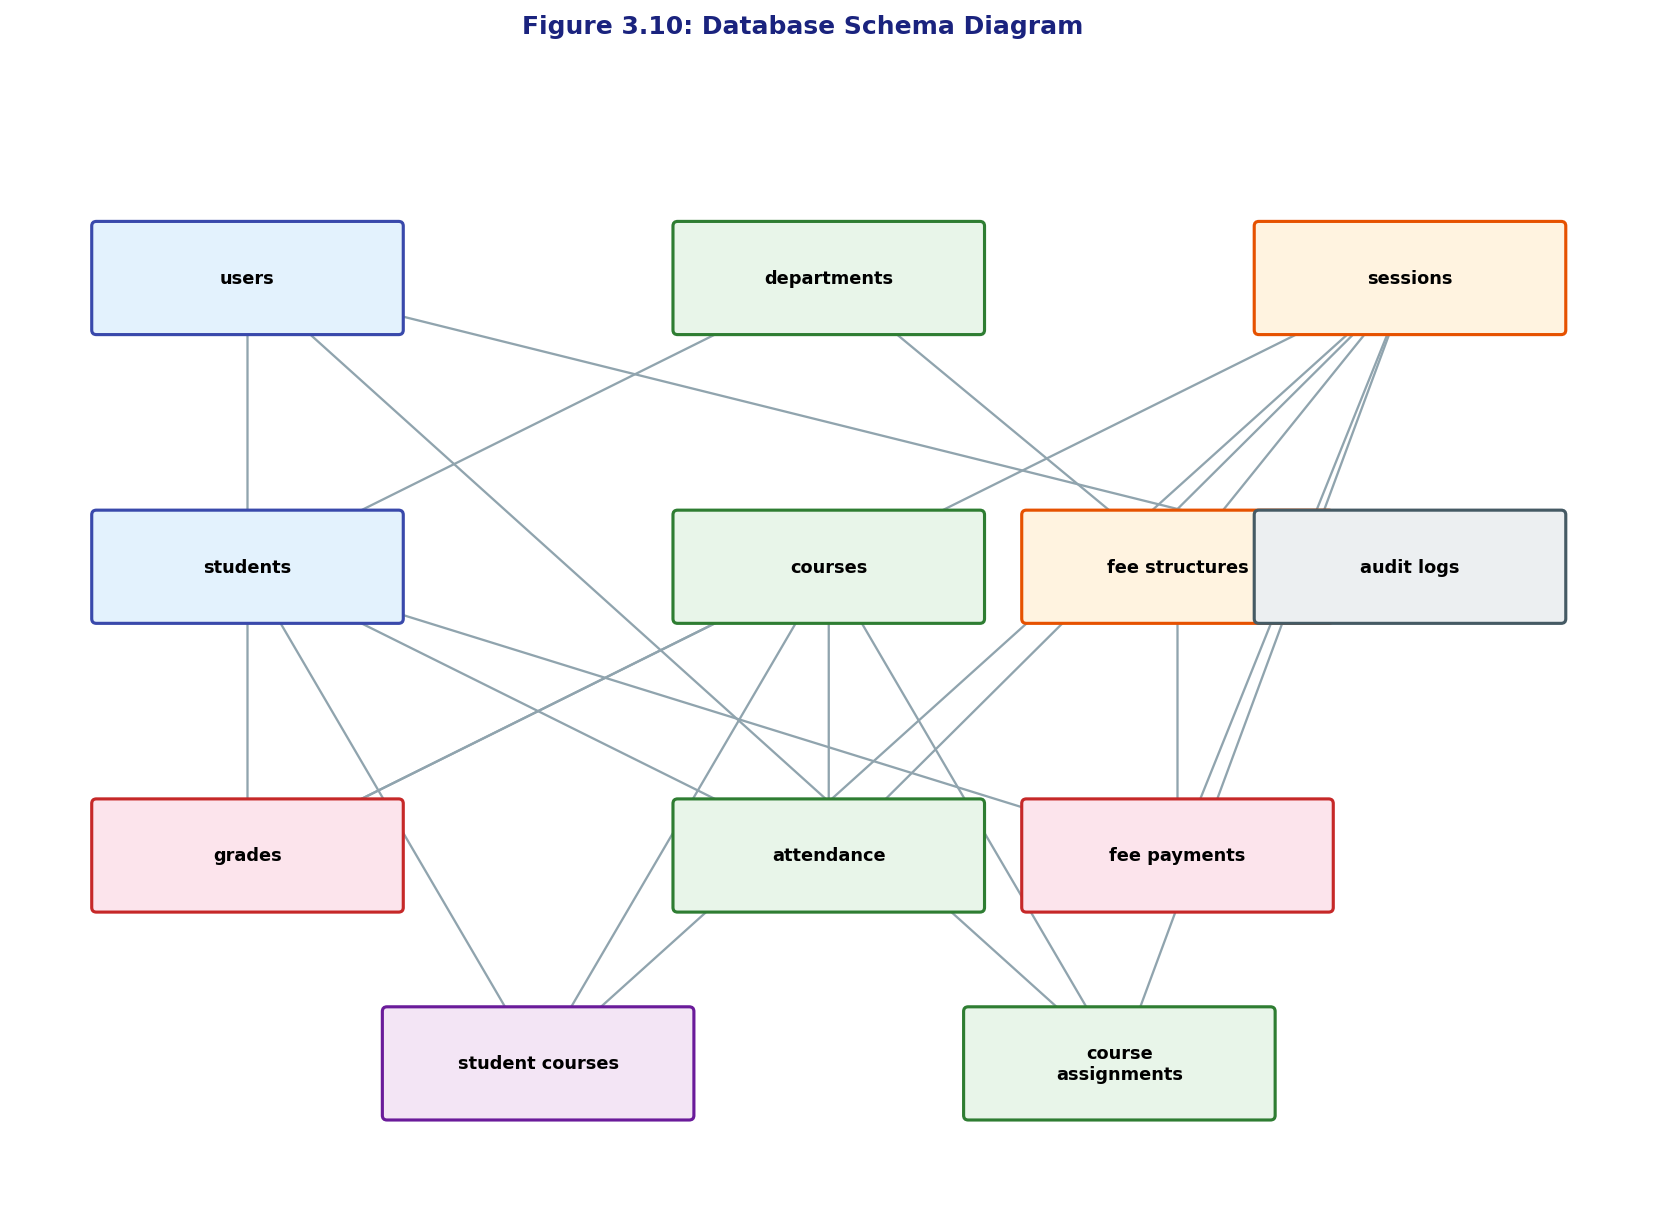 Figure 3.10: Database Schema Diagram
users
departments
sessions
students
courses
fee structures
audit logs
grades
attendance
fee payments
student courses
course
assignments